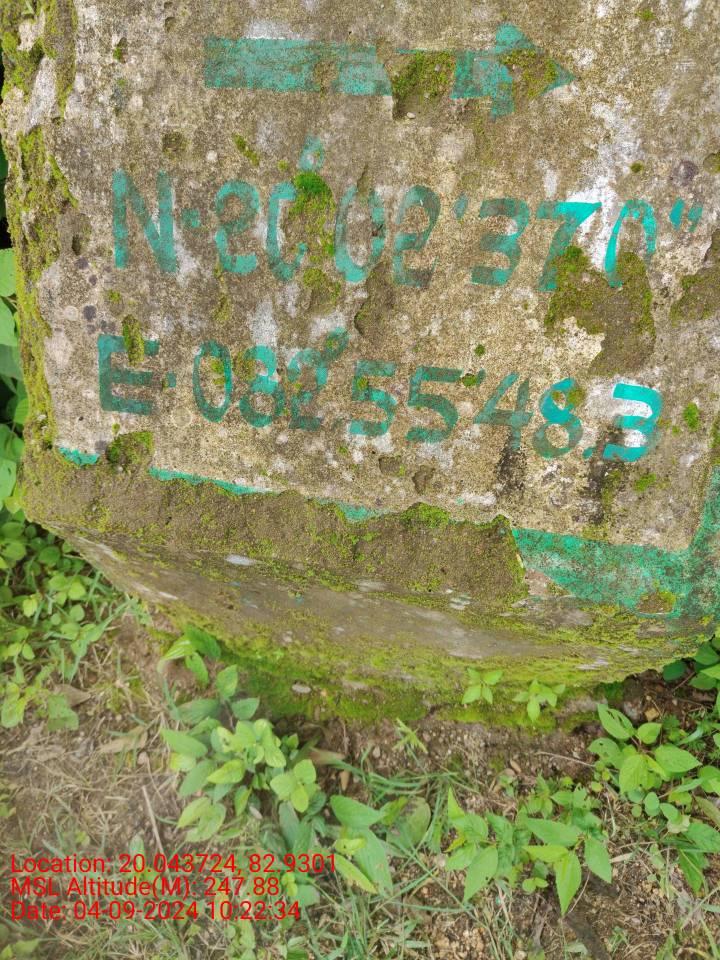 N-20°02'37.0"
E-082°55'48.3
Location: 20.043724, 82.9301
MSL Altitude(M): 247.88
Date: 04-09-2024 10:22:34